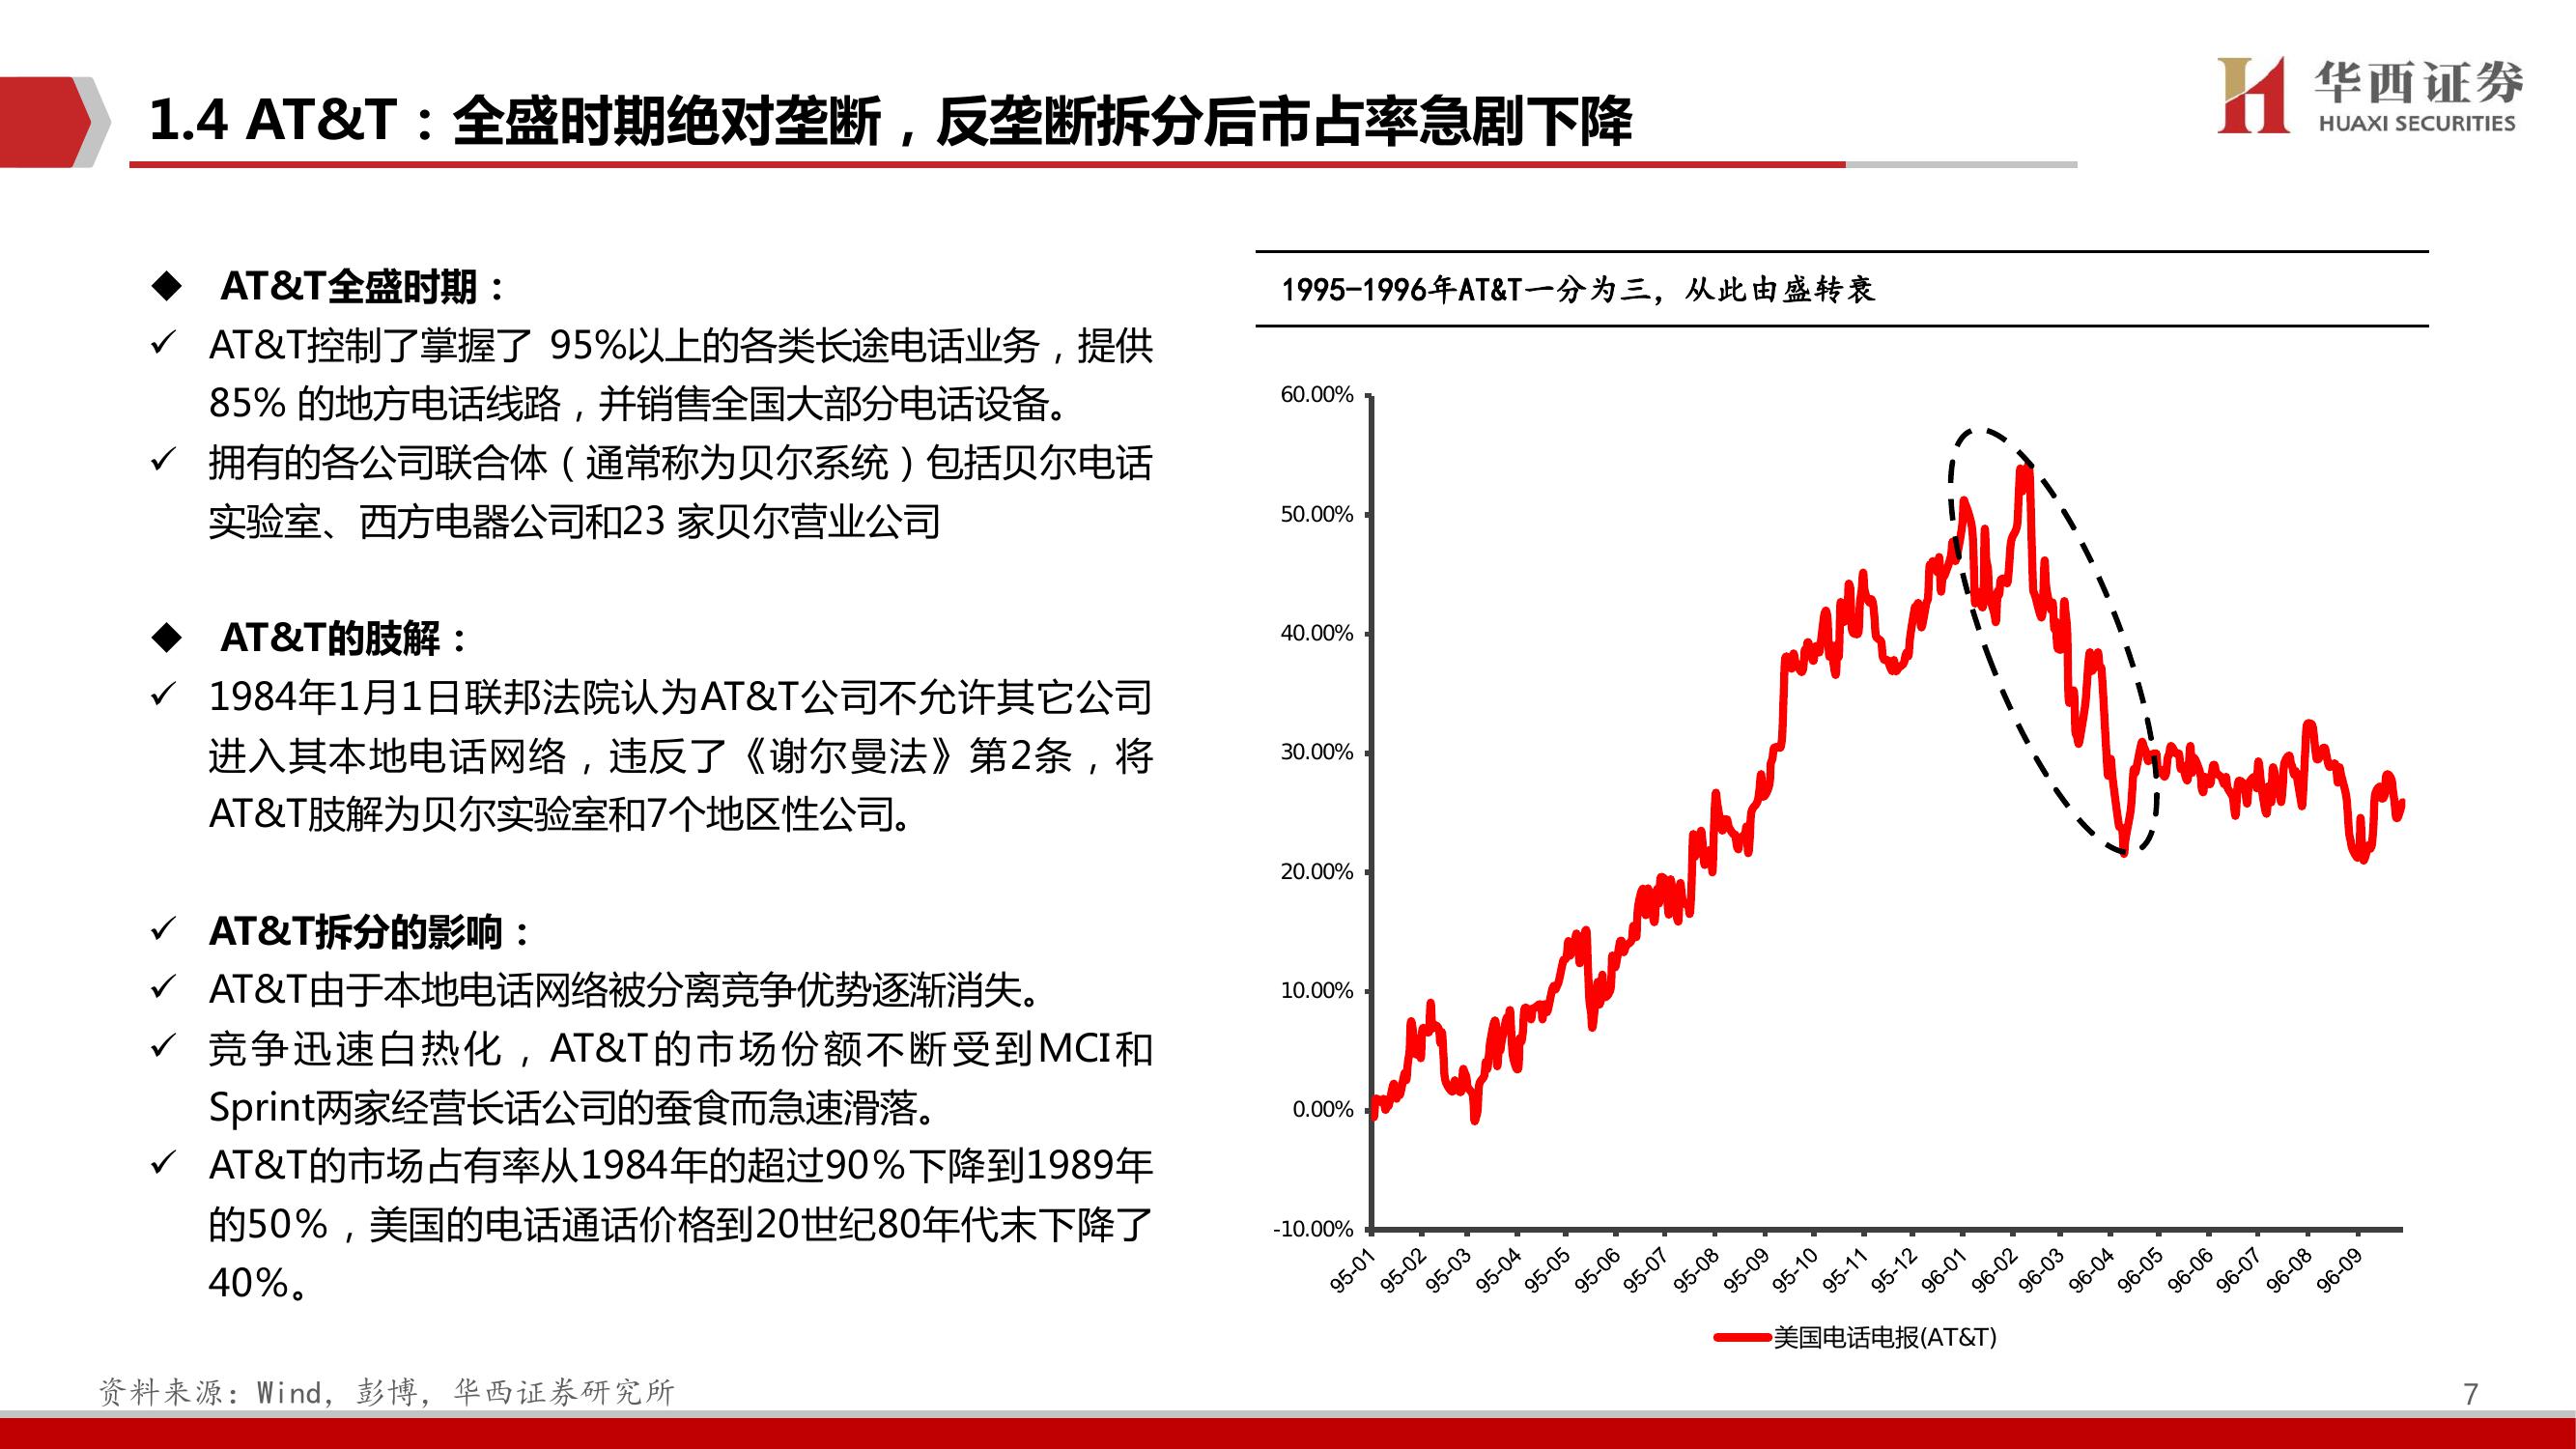 1.4 AT&T：全盛时期绝对垄断，反垄断拆分后市占率急剧下降
华西证券
HUAXI SECURITIES
◆ AT&T全盛时期：
✓ AT&T控制了掌握了 95%以上的各类长途电话业务，提供
85% 的地方电话线路，并销售全国大部分电话设备。
✓ 拥有的各公司联合体（通常称为贝尔系统）包括贝尔电话
实验室、西方电器公司和23 家贝尔营业公司
◆ AT&T的肢解：
✓ 1984年1月1日联邦法院认为AT&T公司不允许其它公司
进入其本地电话网络，违反了《谢尔曼法》第2条，将
AT&T肢解为贝尔实验室和7个地区性公司。
✓ AT&T拆分的影响：
✓ AT&T由于本地电话网络被分离竞争优势逐渐消失。
✓ 竞争迅速白热化，AT&T的市场份额不断受到MCI和
Sprint两家经营长话公司的蚕食而急速滑落。
✓ AT&T的市场占有率从1984年的超过90％下降到1989年
的50％，美国的电话通话价格到20世纪80年代末下降了
40%。
1995-1996年AT&T一分为三，从此由盛转衰
60.00%
50.00%
40.00%
30.00%
20.00%
10.00%
0.00%
-10.00%
95-01 95-02 95-03 95-04 95-05 95-06 95-07 95-08 95-09 95-10 95-11 95-12 96-01 96-02 96-03 96-04 96-05 96-06 96-07 96-08 96-09
美国电话电报(AT&T)
资料来源：Wind，彭博，华西证券研究所
7